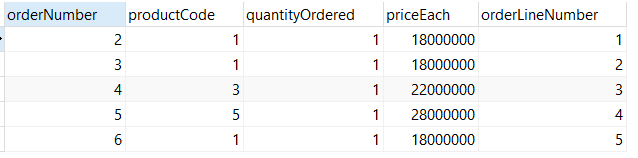 orderNumber productCode quantityOrdered priceEach orderLineNumber
2 1 1 18000000 1
3 1 1 18000000 2
4 3 1 22000000 3
5 5 1 28000000 4
6 1 1 18000000 5